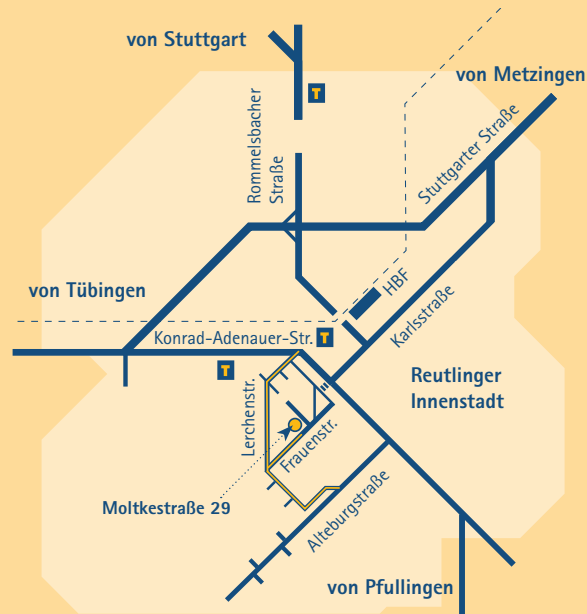 von Stuttgart
von Metzingen
T
Rommelsbacher
Straße
Stuttgarter Straße
von Tübingen
HBF
Karlsstraße
Konrad-Adenauer-Str.
T
T
Reutlinger
Innenstadt
Lerchenstr.
Frauenstr.
Moltkestraße 29
Alteburgstraße
von Pfullingen